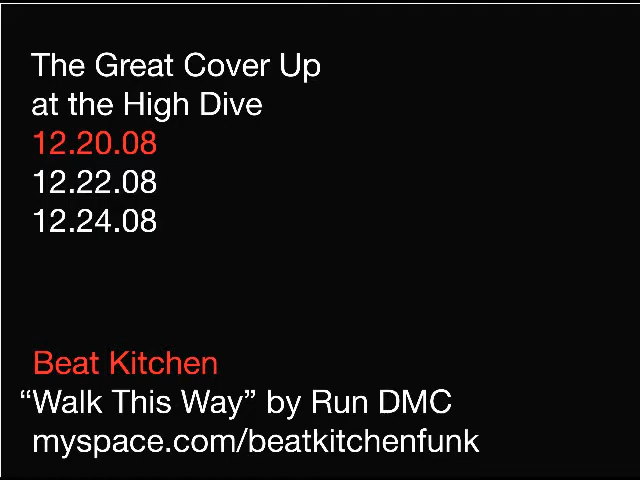 The Great Cover Up
at the High Dive
12.20.08
12.22.08
12.24.08
Beat Kitchen
“Walk This Way” by Run DMC
myspace.com/beatkitchenfunk